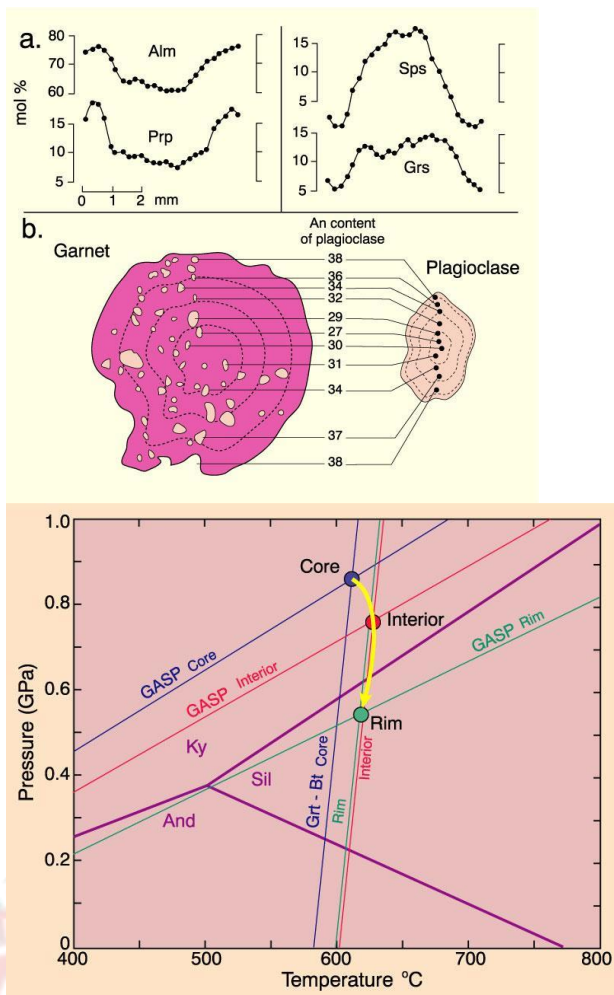 a.
80
70
60
Alm
mol %
15
10
5
Prp
0 1 2 mm
15
10
5
Sps
15
10
5
Grs
b.
Garnet
An content
of plagioclase
Plagioclase
38
36
34
32
29
27
30
31
34
37
38
1.0
0.8
0.6
0.4
0.2
0
Pressure (GPa)
Core
Interior
Rim
GASP Core
GASP Interior
GASP Rim
Ky
Sil
And
Grt - Bt Core
Rim
Interior
400 500 600 700 800
Temperature °C